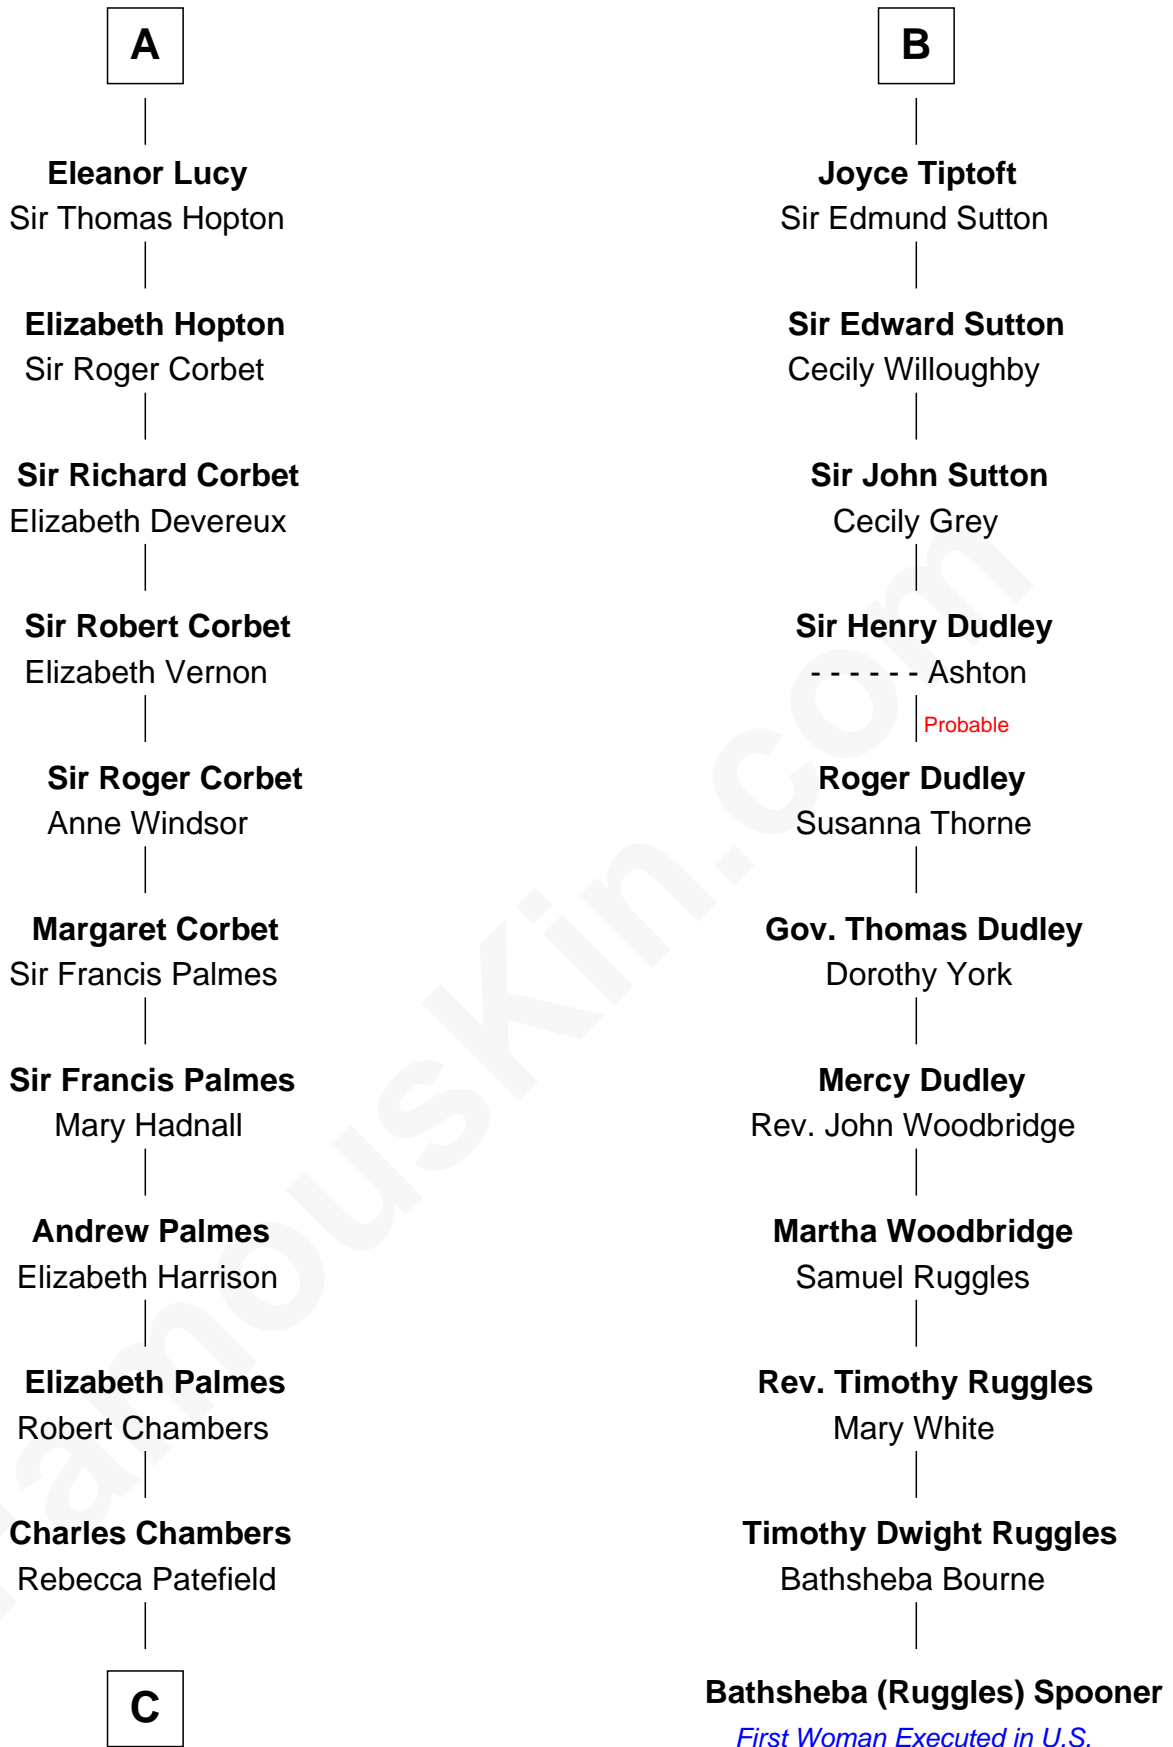 A
Eleanor Lucy
Sir Thomas Hopton
Elizabeth Hopton
Sir Roger Corbet
Sir Richard Corbet
Elizabeth Devereux
Sir Robert Corbet
Elizabeth Vernon
Sir Roger Corbet
Anne Windsor
Margaret Corbet
Sir Francis Palmes
Sir Francis Palmes
Mary Hadnall
Andrew Palmes
Elizabeth Harrison
Elizabeth Palmes
Robert Chambers
Charles Chambers
Rebecca Patefield
C
B
Joyce Tiptoft
Sir Edmund Sutton
Sir Edward Sutton
Cecily Willoughby
Sir John Sutton
Cecily Grey
Sir Henry Dudley
- - - - - - Ashton
Probable
Roger Dudley
Susanna Thorne
Gov. Thomas Dudley
Dorothy York
Mercy Dudley
Rev. John Woodbridge
Martha Woodbridge
Samuel Ruggles
Rev. Timothy Ruggles
Mary White
Timothy Dwight Ruggles
Bathsheba Bourne
Bathsheba (Ruggles) Spooner
First Woman Executed in U.S.
FamousKin.com